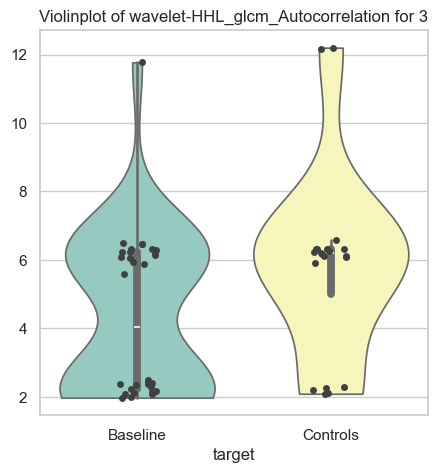 Violinplot of wavelet-HHL_glcm_Autocorrelation for 3
12
10
8
6
4
2
Baseline
Controls
target